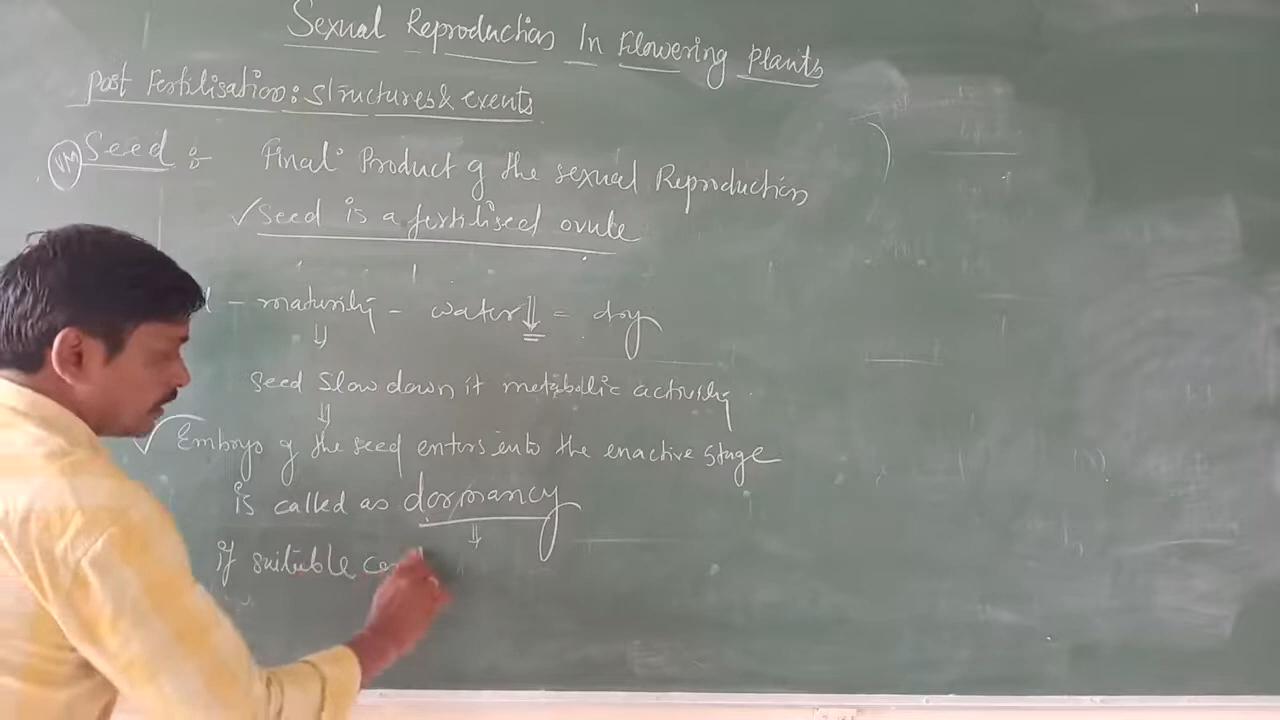 Sexual Reproduction In Flowering Plants
Post Fertilisation: Structures & events
VM Seed :- Final Product of the sexual Reproduction
✓ Seed is a fertilised ovule
- maturity - water ⇓ = dry
⇓
seed slow down it metabolic activity
⇓
✓ Embryo of the seed enters into the enactive stage
is called as dormancy
⇓
if suitable